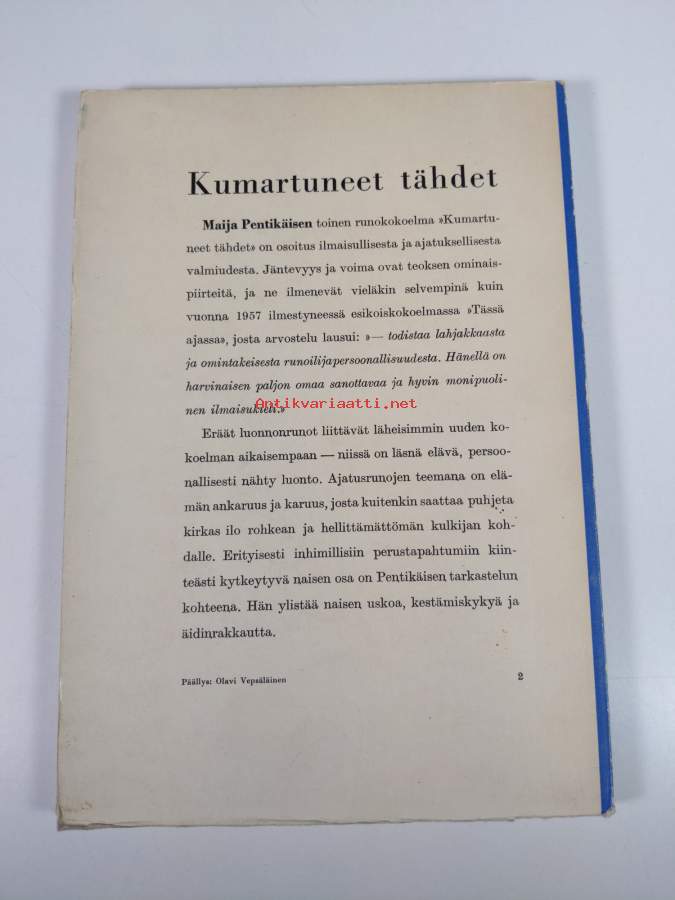 Kumartuneet tähdet
Maija Pentikäisen toinen runokokoelma »Kumartu-
neet tähdet» on osoitus ilmaisullisesta ja ajatuksellisesta
valmiudesta. Jäntevyys ja voima ovat teoksen ominais-
piirteitä, ja ne ilmenevät vieläkin selvempinä kuin
vuonna 1957 ilmestyneessä esikoiskokoelmassa »Tässä
ajassa», josta arvostelu lausui: »— todistaa lahjakkaasta
ja omintakeisesta runoilijapersoonallisuudesta. Hänellä on
harvinaisen paljon omaa sanottavaa ja hyvin monipuoli-
nen ilmaisukieli.»
Antikvariaatti.net
Eräät luonnonrunot liittävät läheisimmin uuden ko-
koelman aikaisempaan — niissä on läsnä elävä, persoo-
nallisesti nähty luonto. Ajatusrunojen teemana on elä-
män ankaruus ja karuus, josta kuitenkin saattaa puhjeta
kirkas ilo rohkean ja hellittämättömän kulkijan koh-
dalle. Erityisesti inhimillisiin perustapahtumiin kiin-
teästi kytkeytyvä naisen osa on Pentikäisen tarkastelun
kohteena. Hän ylistää naisen uskoa, kestämiskykyä ja
äidinrakkautta.
Päällys: Olavi Vepsäläinen 2